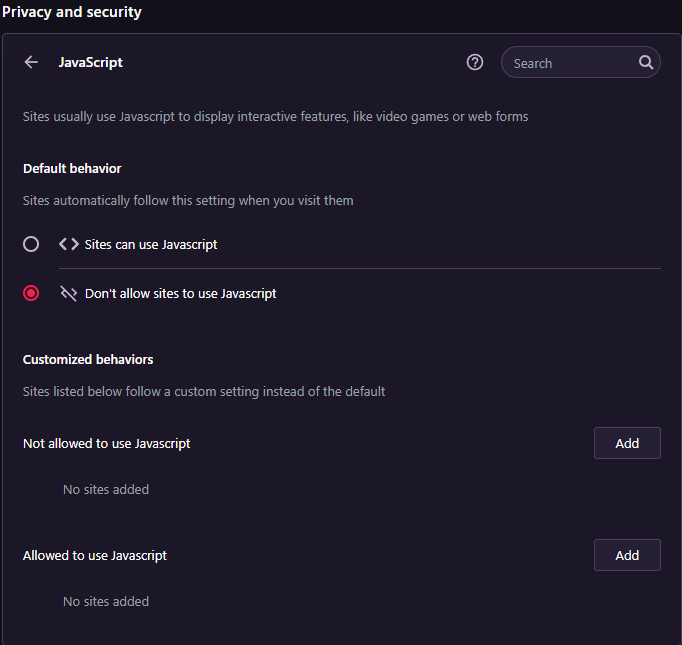 Privacy and security
JavaScript
Search
Sites usually use Javascript to display interactive features, like video games or web forms
Default behavior
Sites automatically follow this setting when you visit them
Sites can use Javascript
Don't allow sites to use Javascript
Customized behaviors
Sites listed below follow a custom setting instead of the default
Not allowed to use Javascript
Add
No sites added
Allowed to use Javascript
Add
No sites added